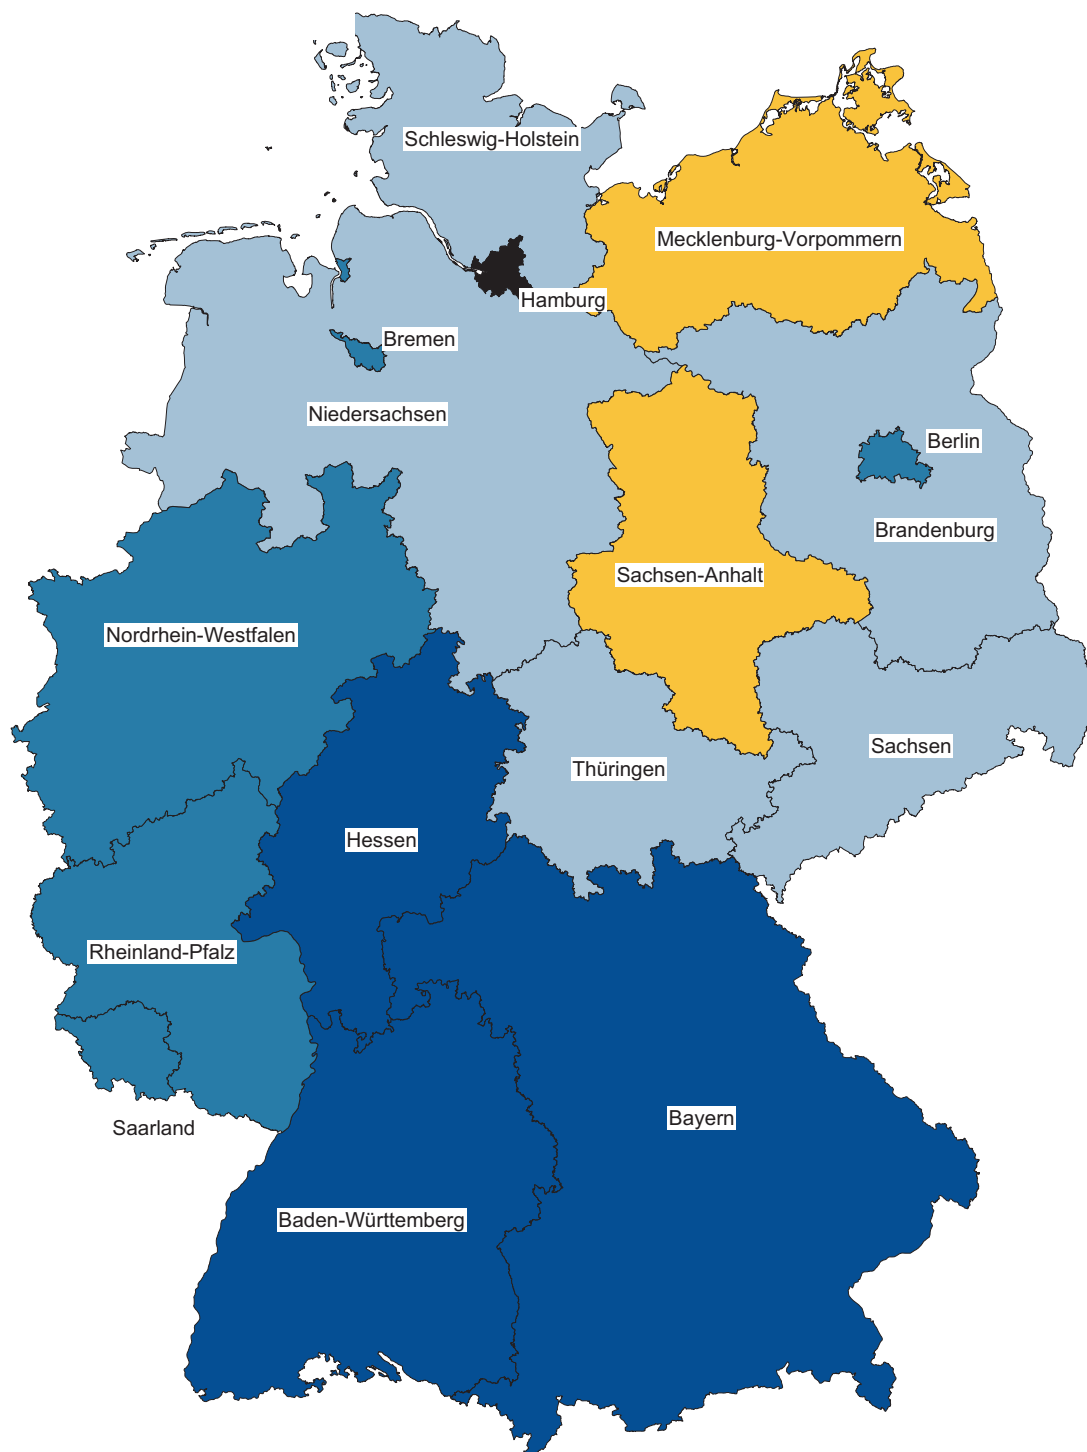 Schleswig-Holstein
Mecklenburg-Vorpommern
Hamburg
Bremen
Niedersachsen
Berlin
Brandenburg
Sachsen-Anhalt
Nordrhein-Westfalen
Sachsen
Thüringen
Hessen
Rheinland-Pfalz
Bayern
Saarland
Baden-Württemberg